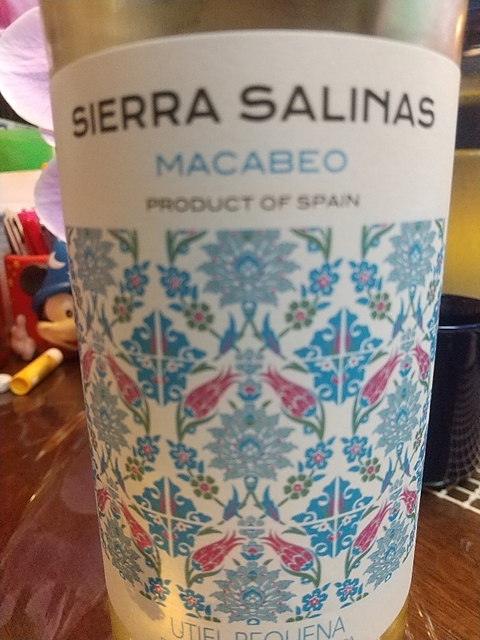 SIERRA SALINAS
MACABEO
PRODUCT OF SPAIN
UTIEL REQUENA